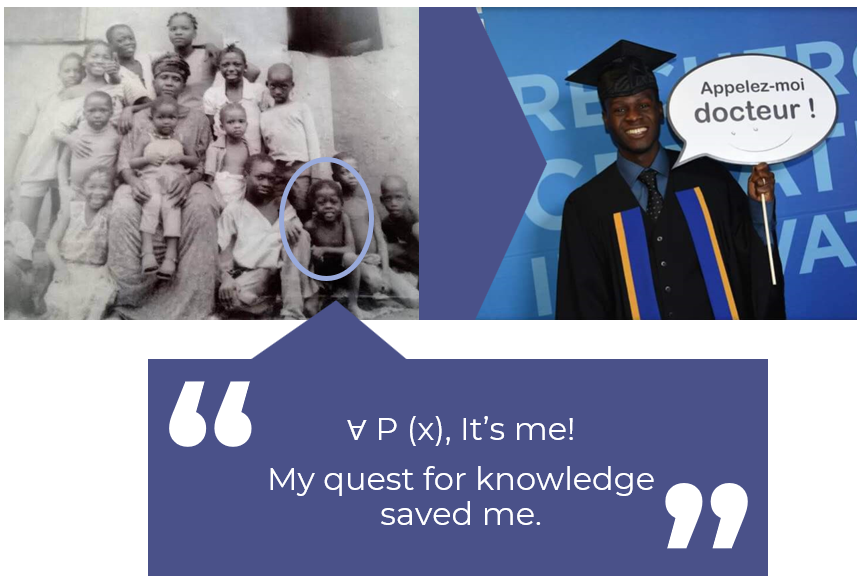 Appelez-moi
docteur !
“
∀ P (x), It’s me!
My quest for knowledge
saved me.
”